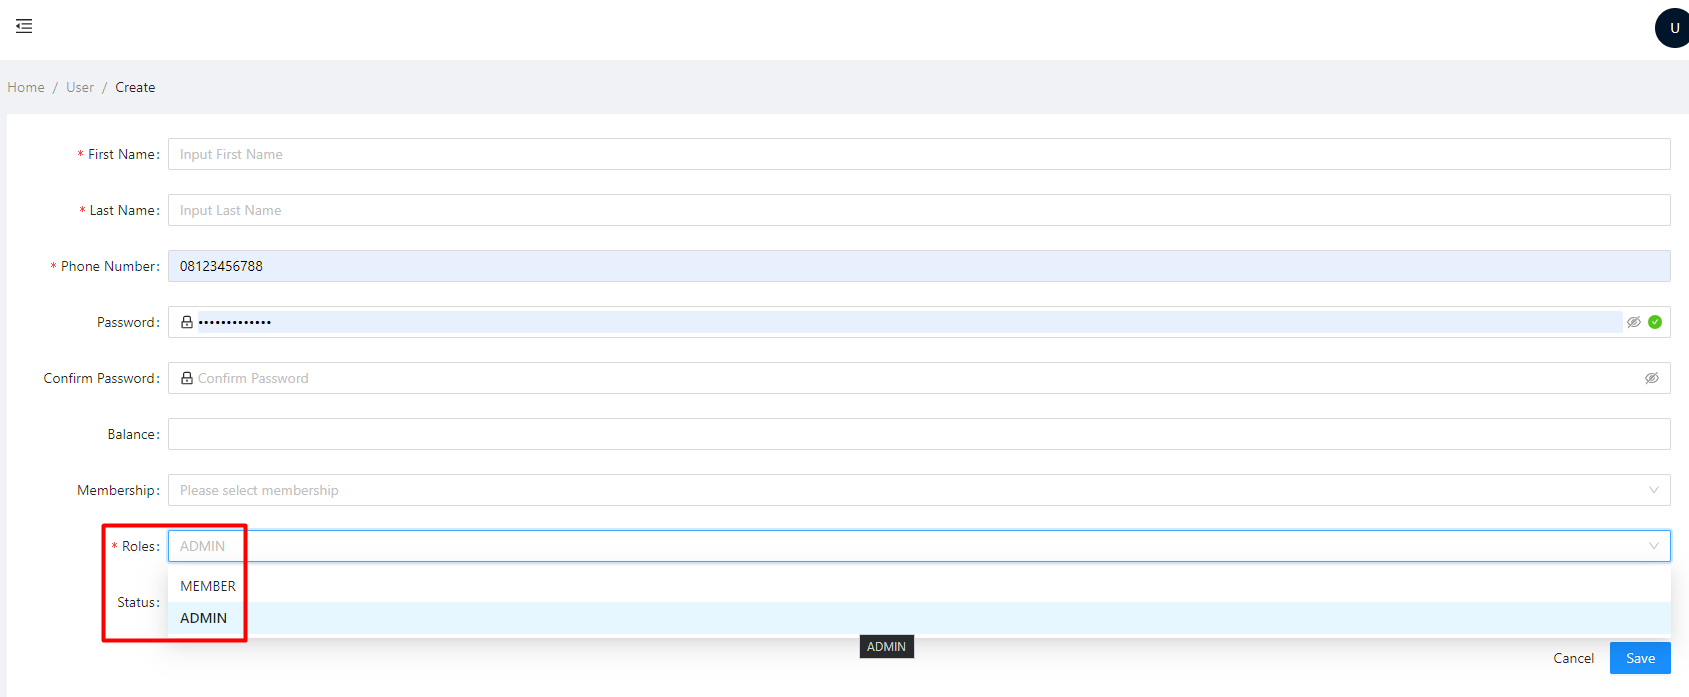 U
Home / User / Create
* First Name: Input First Name
* Last Name: Input Last Name
* Phone Number: 08123456788
Password: •••••••••••••
Confirm Password: Confirm Password
Balance:
Membership: Please select membership
* Roles: ADMIN
MEMBER
Status:
ADMIN
ADMIN
Cancel Save